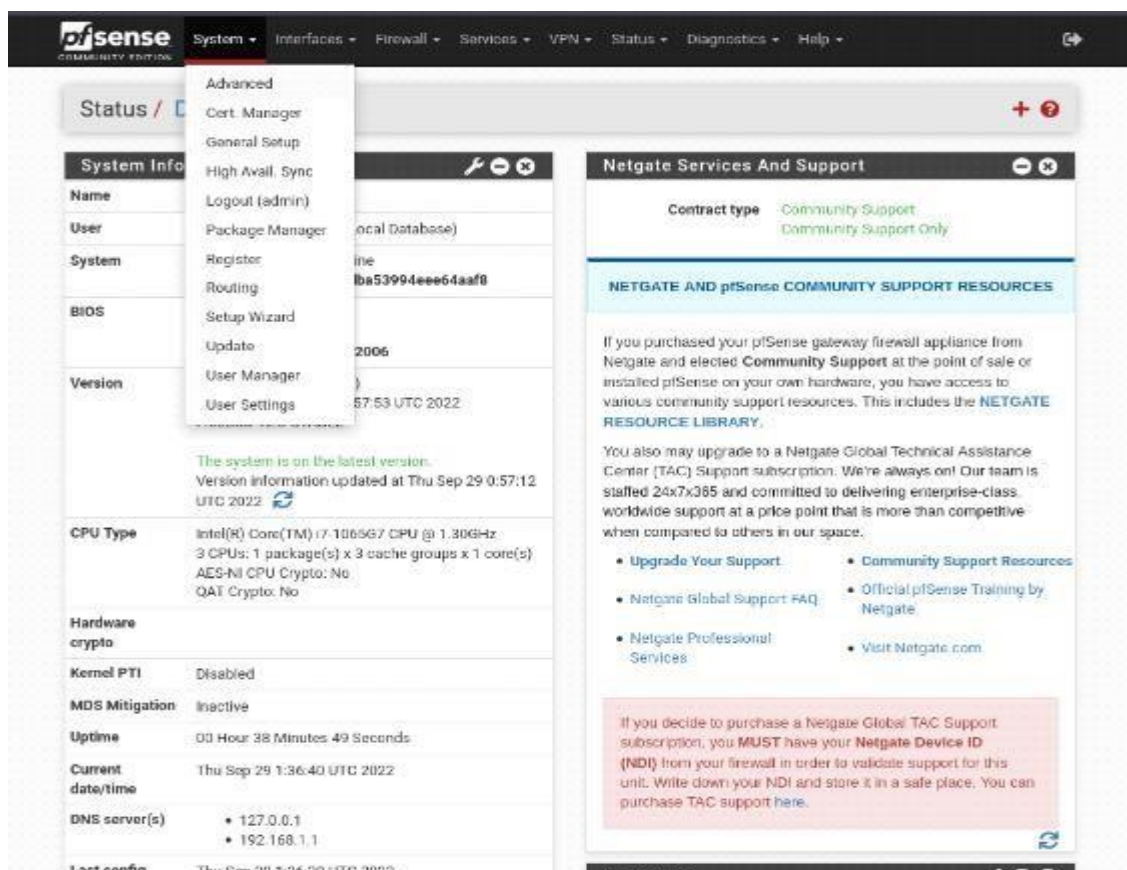 pfsense
COMMUNITY EDITION
System Interfaces Firewall Services VPN Status Diagnostics Help
Advanced
Cert. Manager
General Setup
High Avail. Sync
Logout (admin)
Package Manager
Register
Routing
Setup Wizard
Update
User Manager
User Settings
Status /
System Info
Name
User
ocal Database)
System
ine
ba53994eee64aaf8
BIOS
2006
Version
)
57:53 UTC 2022
The system is on the latest version.
Version information updated at Thu Sep 29 0:57:12
UTC 2022
CPU Type
Intel(R) Core(TM) i7-1065G7 CPU @ 1.30GHz
3 CPUs: 1 package(s) x 3 cache groups x 1 core(s)
AES-NI CPU Crypto: No
QAT Crypto: No
Hardware
crypto
Kernel PTI Disabled
MDS Mitigation Inactive
Uptime 00 Hour 38 Minutes 49 Seconds
Current
date/time
Thu Sep 29 1:36:40 UTC 2022
DNS server(s)
• 127.0.0.1
• 192.168.1.1
Last config
Netgate Services And Support
Contract type Community Support
Community Support Only
NETGATE AND pfSense COMMUNITY SUPPORT RESOURCES
If you purchased your pfSense gateway firewall appliance from
Netgate and elected Community Support at the point of sale or
installed pfSense on your own hardware, you have access to
various community support resources. This includes the NETGATE
RESOURCE LIBRARY.
You also may upgrade to a Netgate Global Technical Assistance
Center (TAC) Support subscription. We're always on! Our team is
staffed 24x7x365 and committed to delivering enterprise-class,
worldwide support at a price point that is more than competitive
when compared to others in our space.
• Upgrade Your Support
• Community Support Resources
• Netgate Global Support FAQ
• Official pfSense Training by
Netgate
• Netgate Professional
Services
• Visit Netgate.com
If you decide to purchase a Netgate Global TAC Support
subscription, you MUST have your Netgate Device ID
(NDI) from your firewall in order to validate support for this
unit. Write down your NDI and store it in a safe place. You can
purchase TAC support here.